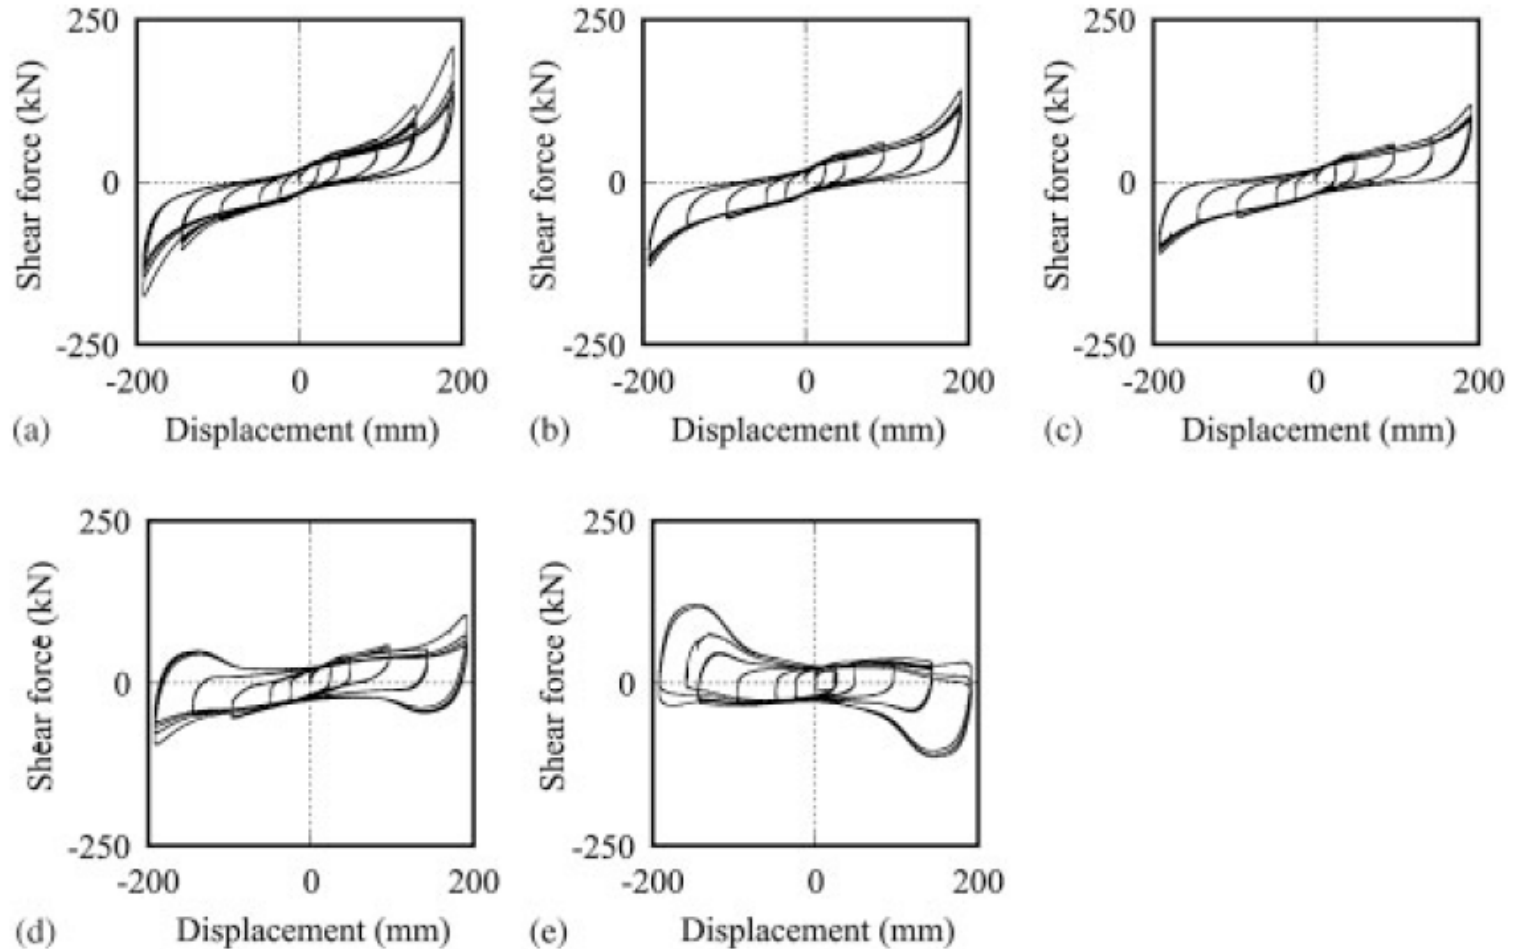 250
250
250
Shear force (kN)
Shear force (kN)
Shear force (kN)
0
0
0
-250
-250
-250
-200 0 200
-200 0 200
-200 0 200
(a) Displacement (mm)
(b) Displacement (mm)
(c) Displacement (mm)
250
250
Shear force (kN)
Shear force (kN)
0
0
-250
-250
-200 0 200
-200 0 200
(d) Displacement (mm)
(e) Displacement (mm)